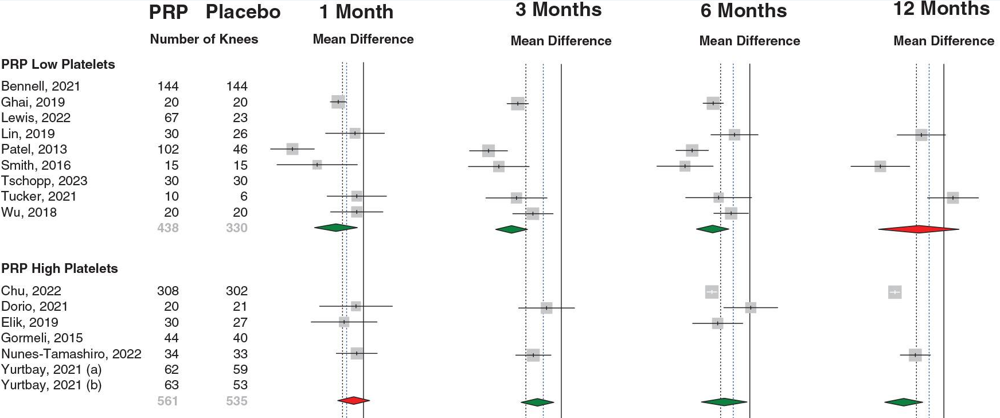 PRP Placebo 1 Month 3 Months 6 Months 12 Months
Number of Knees Mean Difference Mean Difference Mean Difference Mean Difference
PRP Low Platelets
Bennell, 2021 144 144
Ghai, 2019 20 20
Lewis, 2022 67 23
Lin, 2019 30 26
Patel, 2013 102 46
Smith, 2016 15 15
Tschopp, 2023 30 30
Tucker, 2021 10 6
Wu, 2018 20 20
438 330
PRP High Platelets
Chu, 2022 308 302
Dorio, 2021 20 21
Elik, 2019 30 27
Gormeli, 2015 44 40
Nunes-Tamashiro, 2022 34 33
Yurtbay, 2021 (a) 62 59
Yurtbay, 2021 (b) 63 53
561 535